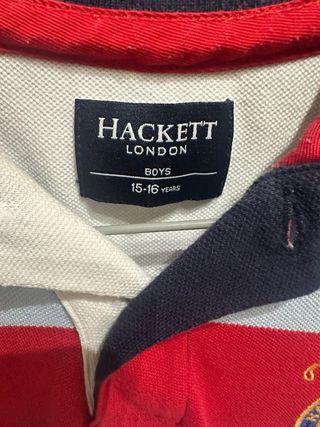 HACKETT
LONDON
BOYS
15-16 YEARS